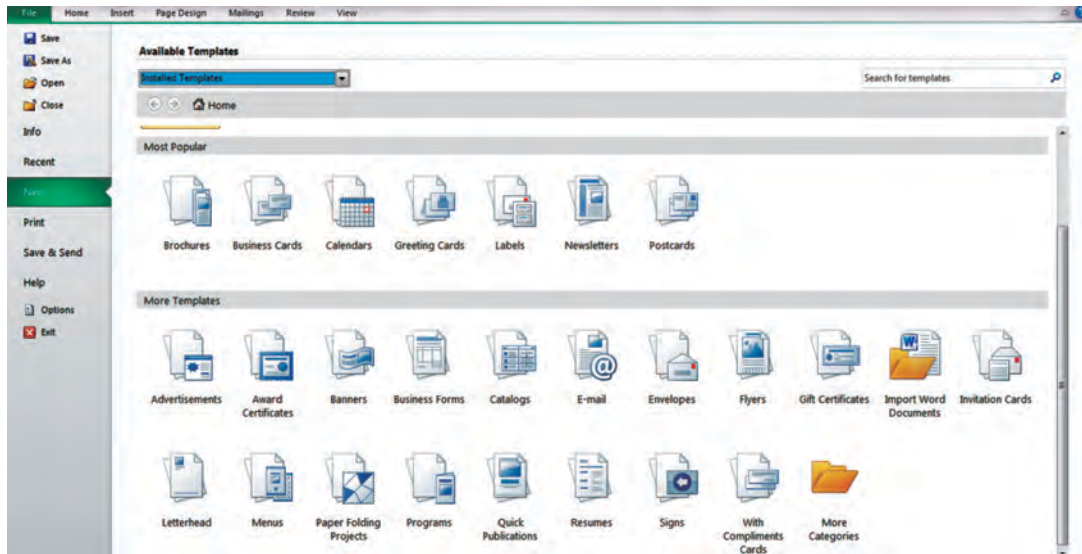 File Home Insert Page Design Mailings Review View
Save
Save As
Open
Close
Info
Recent
New
Print
Save & Send
Help
Options
Exit
Available Templates
Installed Templates
Search for templates
Home
Most Popular
Brochures Business Cards Calendars Greeting Cards Labels Newsletters Postcards
More Templates
Advertisements Award Banners Business Forms Catalogs E-mail Envelopes Flyers Gift Certificates Import Word Invitation Cards
Certificates Documents
Letterhead Menus Paper Folding Programs Quick Resumes Signs With More
Projects Publications Compliments Categories
Cards